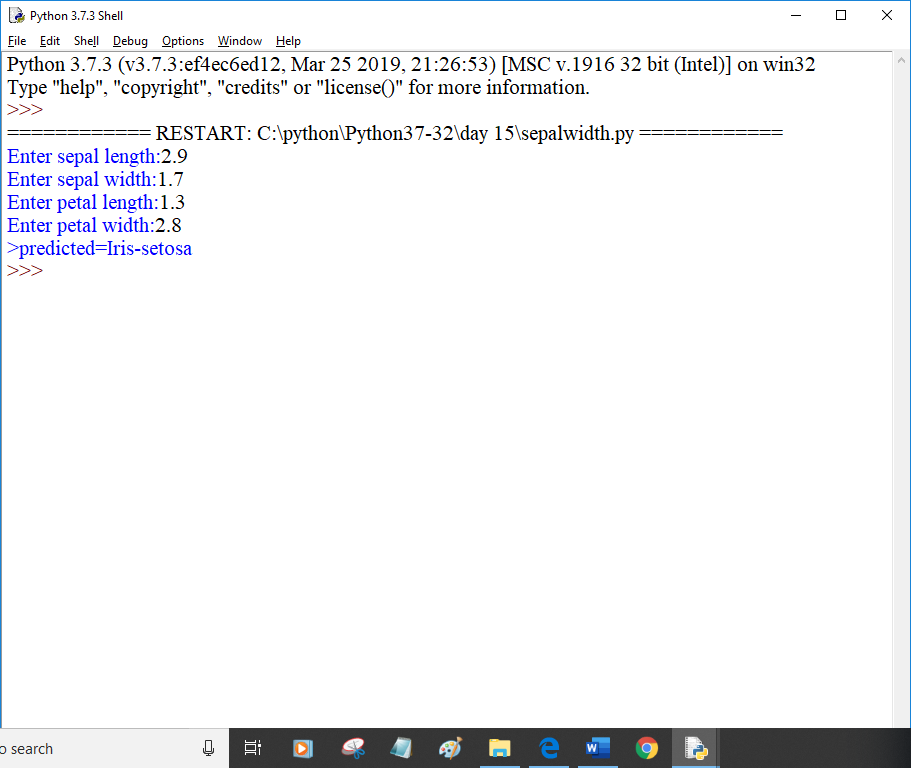 Python 3.7.3 Shell
File Edit Shell Debug Options Window Help
Python 3.7.3 (v3.7.3:ef4ec6ed12, Mar 25 2019, 21:26:53) [MSC v.1916 32 bit (Intel)] on win32
Type "help", "copyright", "credits" or "license()" for more information.
>>>
============ RESTART: C:\python\Python37-32\day 15\sepalwidth.py ============
Enter sepal length:2.9
Enter sepal width:1.7
Enter petal length:1.3
Enter petal width:2.8
>predicted=Iris-setosa
>>>
o search